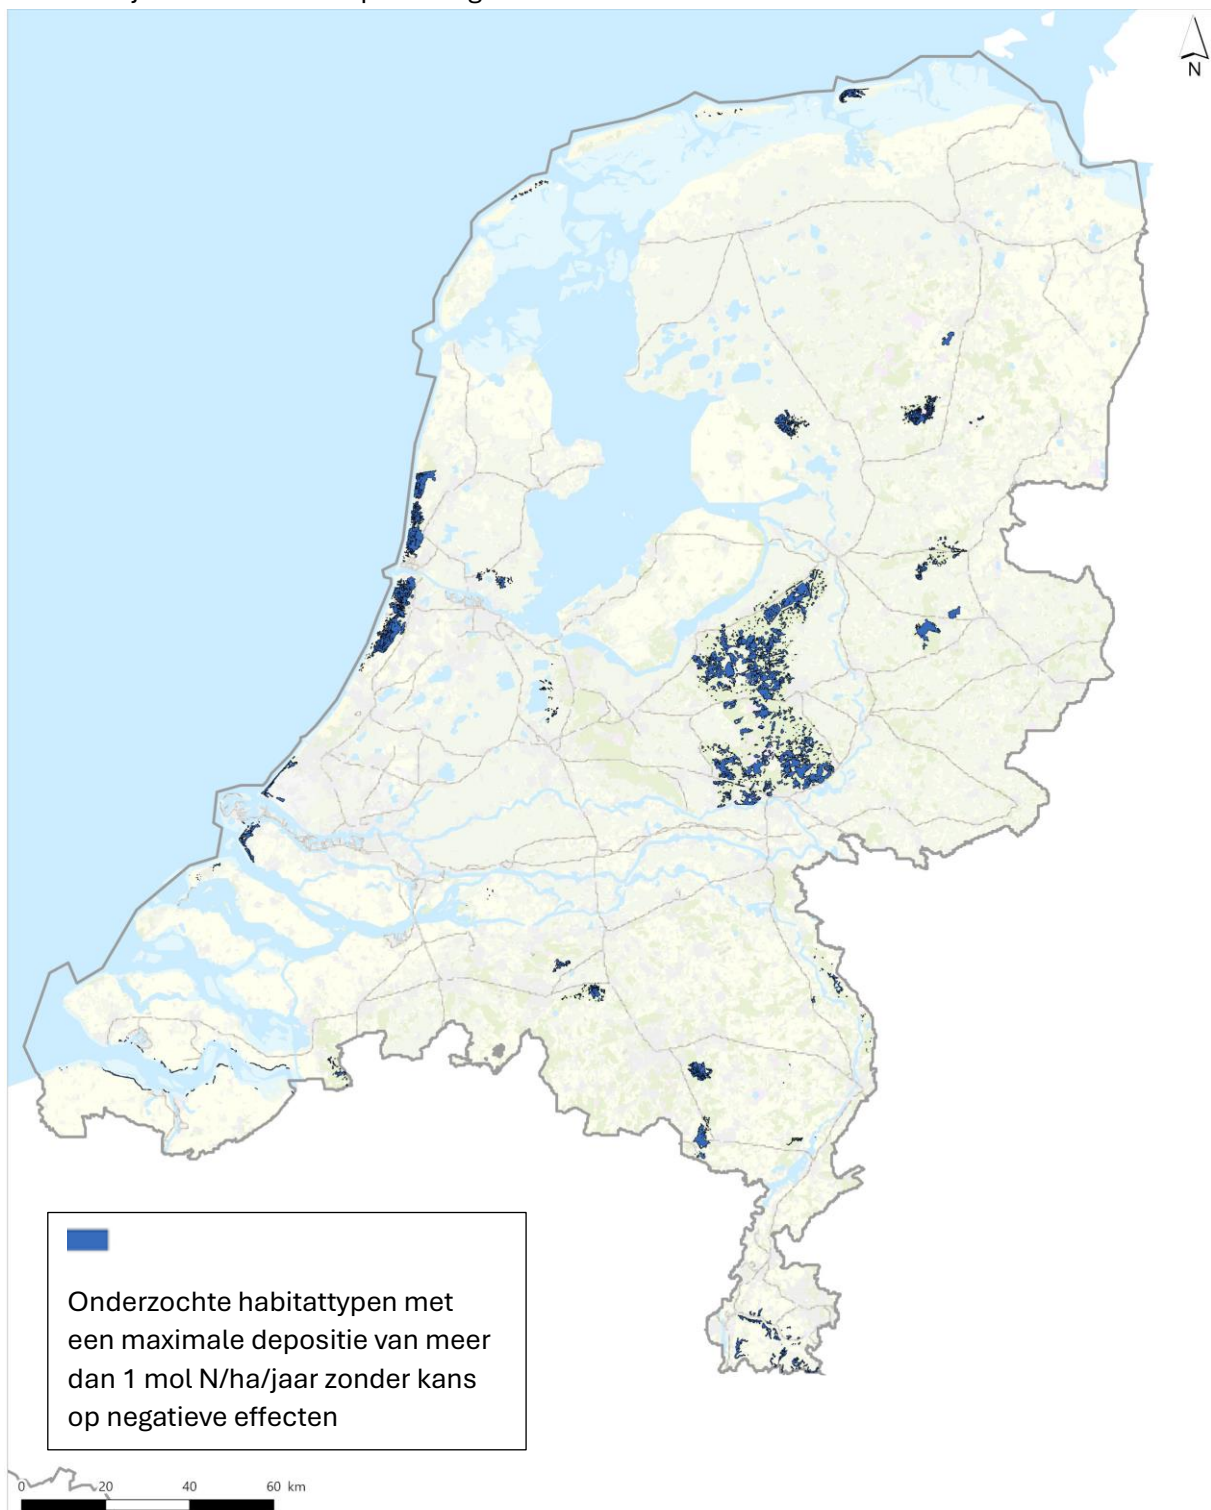 N
Onderzochte habitattypen met
een maximale depositie van meer
dan 1 mol N/ha/jaar zonder kans
op negatieve effecten
0 20 40 60 km